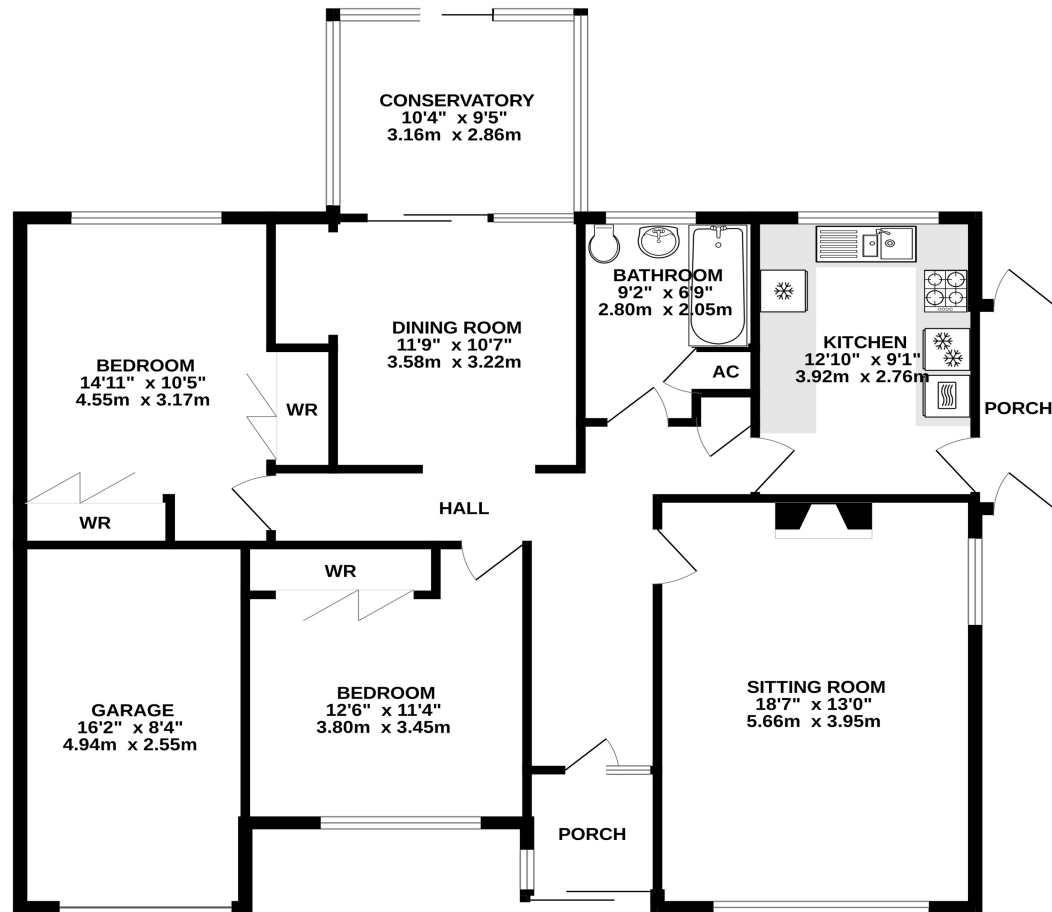 CONSERVATORY
10'4" x 9'5"
3.16m x 2.86m
BATHROOM
9'2" x 6'9"
2.80m x 2.05m
DINING ROOM
11'9" x 10'7"
3.58m x 3.22m
KITCHEN
12'10" x 9'1"
3.92m x 2.76m
BEDROOM
14'11" x 10'5"
4.55m x 3.17m
AC
WR
PORCH
HALL
WR
WR
BEDROOM
12'6" x 11'4"
3.80m x 3.45m
SITTING ROOM
18'7" x 13'0"
5.66m x 3.95m
GARAGE
16'2" x 8'4"
4.94m x 2.55m
PORCH